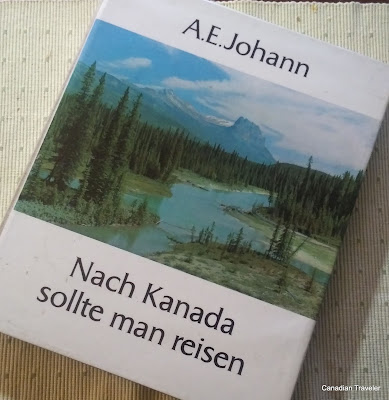 A.E.Johann
Nach Kanada
sollte man reisen
Canadian Traveler